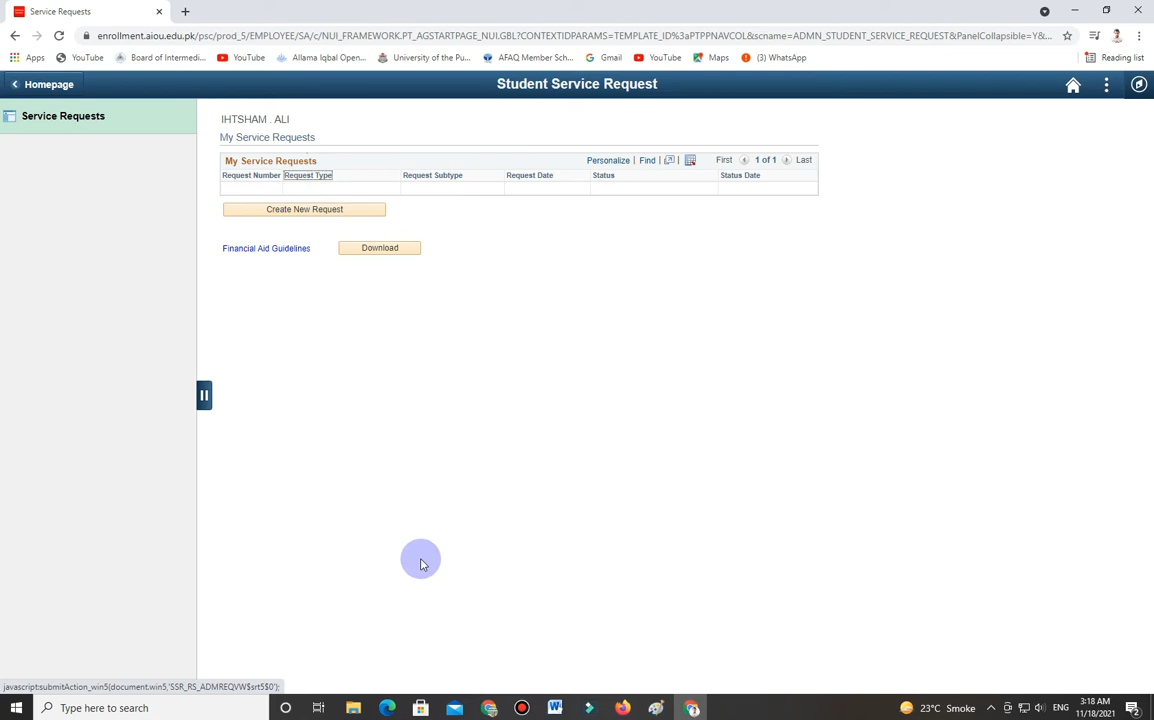 Service Requests
enrollment.aiou.edu.pk/psc/prod_5/EMPLOYEE/SA/c/NUI_FRAMEWORK.PT_AGSTARTPAGE_NUI.GBL?CONTEXTIDPARAMS=TEMPLATE_ID%3aPTPPNAVCOL&scname=ADMN_STUDENT_SERVICE_REQUEST&PanelCollapsible=Y&...
Apps YouTube Board of Intermedi... YouTube Allama Iqbal Open... University of the Pu... AFAQ Member Sch... Gmail YouTube Maps (3) WhatsApp Reading list
Homepage Student Service Request
Service Requests
IHTSHAM . ALI
My Service Requests
My Service Requests Personalize | Find | | First 1 of 1 Last
Request Number Request Type Request Subtype Request Date Status Status Date
Create New Request
Financial Aid Guidelines Download
javascript:submitAction_win5(document.win5,'SSR_RS_ADMREQVW$srt5$0');
Type here to search 23°C Smoke ENG 3:18 AM
11/18/2021 2